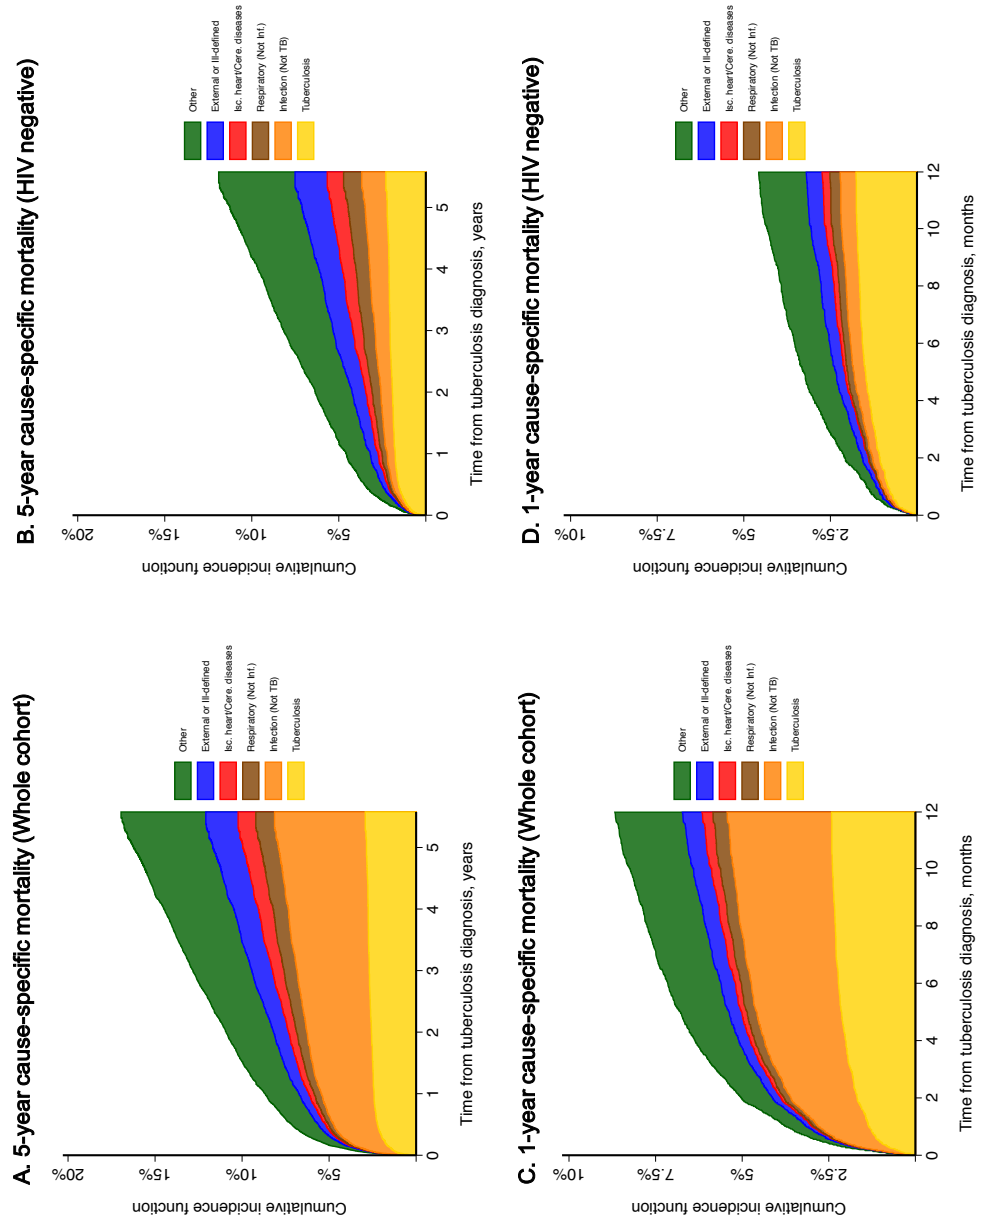 A. 5-year cause-specific mortality (Whole cohort)
Cumulative incidence function
20%
15%
10%
5%
0 1 2 3 4 5
Time from tuberculosis diagnosis, years
Other
External or Ill-defined
Isc. heart/Cere. diseases
Respiratory (Not Inf.)
Infection (Not TB)
Tuberculosis
B. 5-year cause-specific mortality (HIV negative)
Cumulative incidence function
20%
15%
10%
5%
0 1 2 3 4 5
Time from tuberculosis diagnosis, years
Other
External or Ill-defined
Isc. heart/Cere. diseases
Respiratory (Not Inf.)
Infection (Not TB)
Tuberculosis
C. 1-year cause-specific mortality (Whole cohort)
Cumulative incidence function
10%
7.5%
5%
2.5%
0 2 4 6 8 10 12
Time from tuberculosis diagnosis, months
Other
External or Ill-defined
Isc. heart/Cere. diseases
Respiratory (Not Inf.)
Infection (Not TB)
Tuberculosis
D. 1-year cause-specific mortality (HIV negative)
Cumulative incidence function
10%
7.5%
5%
2.5%
0 2 4 6 8 10 12
Time from tuberculosis diagnosis, months
Other
External or Ill-defined
Isc. heart/Cere. diseases
Respiratory (Not Inf.)
Infection (Not TB)
Tuberculosis